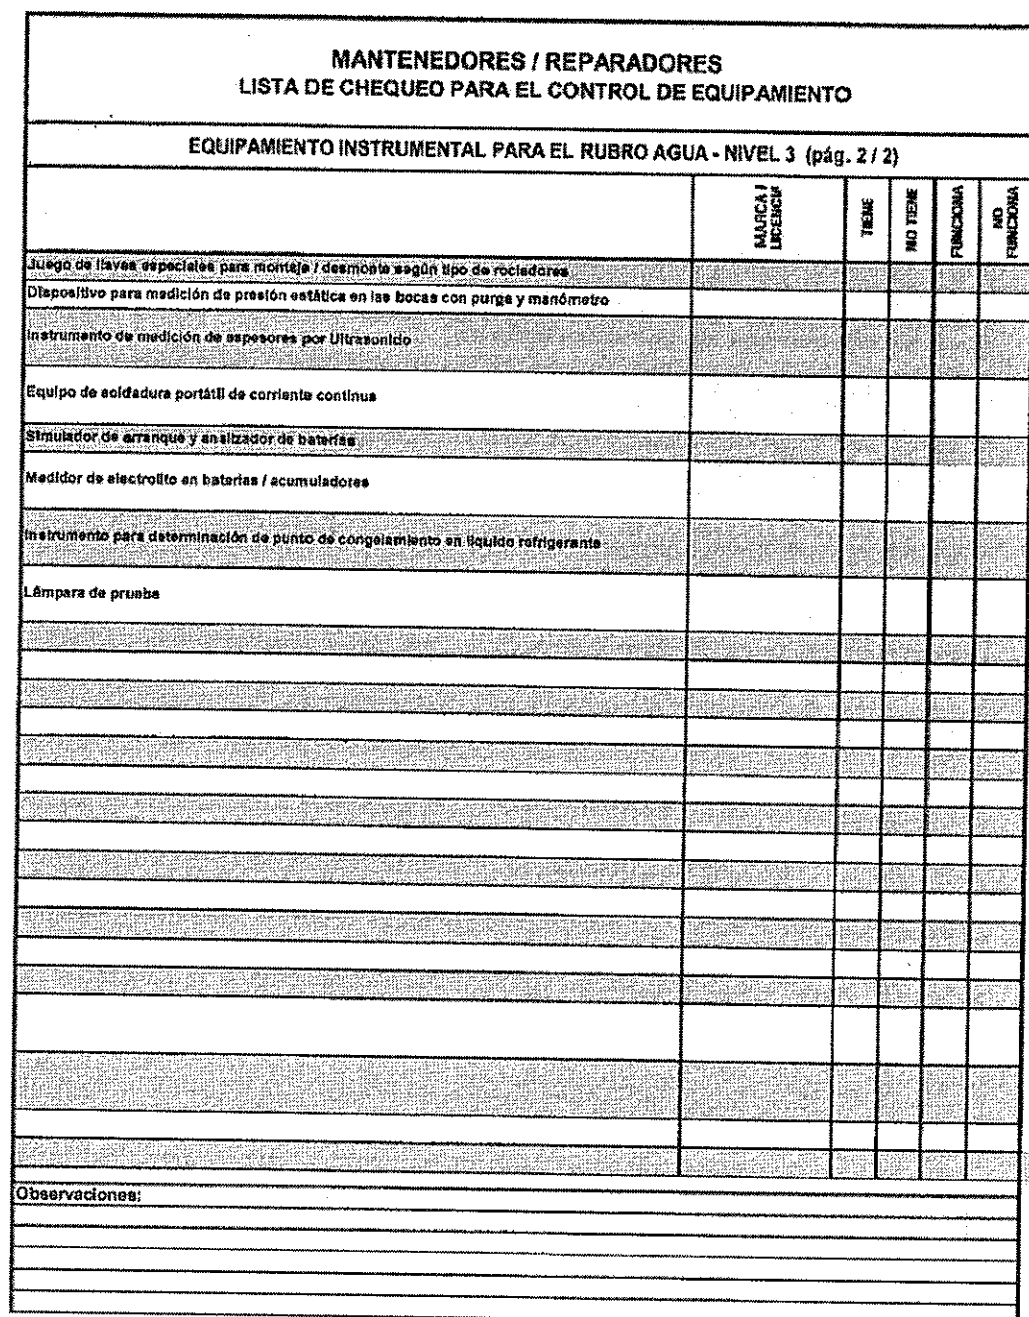 MANTENEDORES / REPARADORES
LISTA DE CHEQUEO PARA EL CONTROL DE EQUIPAMIENTO
EQUIPAMIENTO INSTRUMENTAL PARA EL RUBRO AGUA - NIVEL 3 (pág. 2 / 2)
MARCA /
LICENCIA
TIENE
NO TIENE
FUNCIONA
NO
FUNCIONA
Juego de llaves especiales para montaje / desmonte según tipo de rociadores
Dispositivo para medición de presión estática en las bocas con purga y manómetro
Instrumento de medición de espesores por Ultrasonido
Equipo de soldadura portátil de corriente continua
Simulador de arranque y analizador de baterías
Medidor de electrolito en baterías / acumuladores
Instrumento para determinación de punto de congelamiento en líquido refrigerante
Lámpara de prueba
Observaciones: